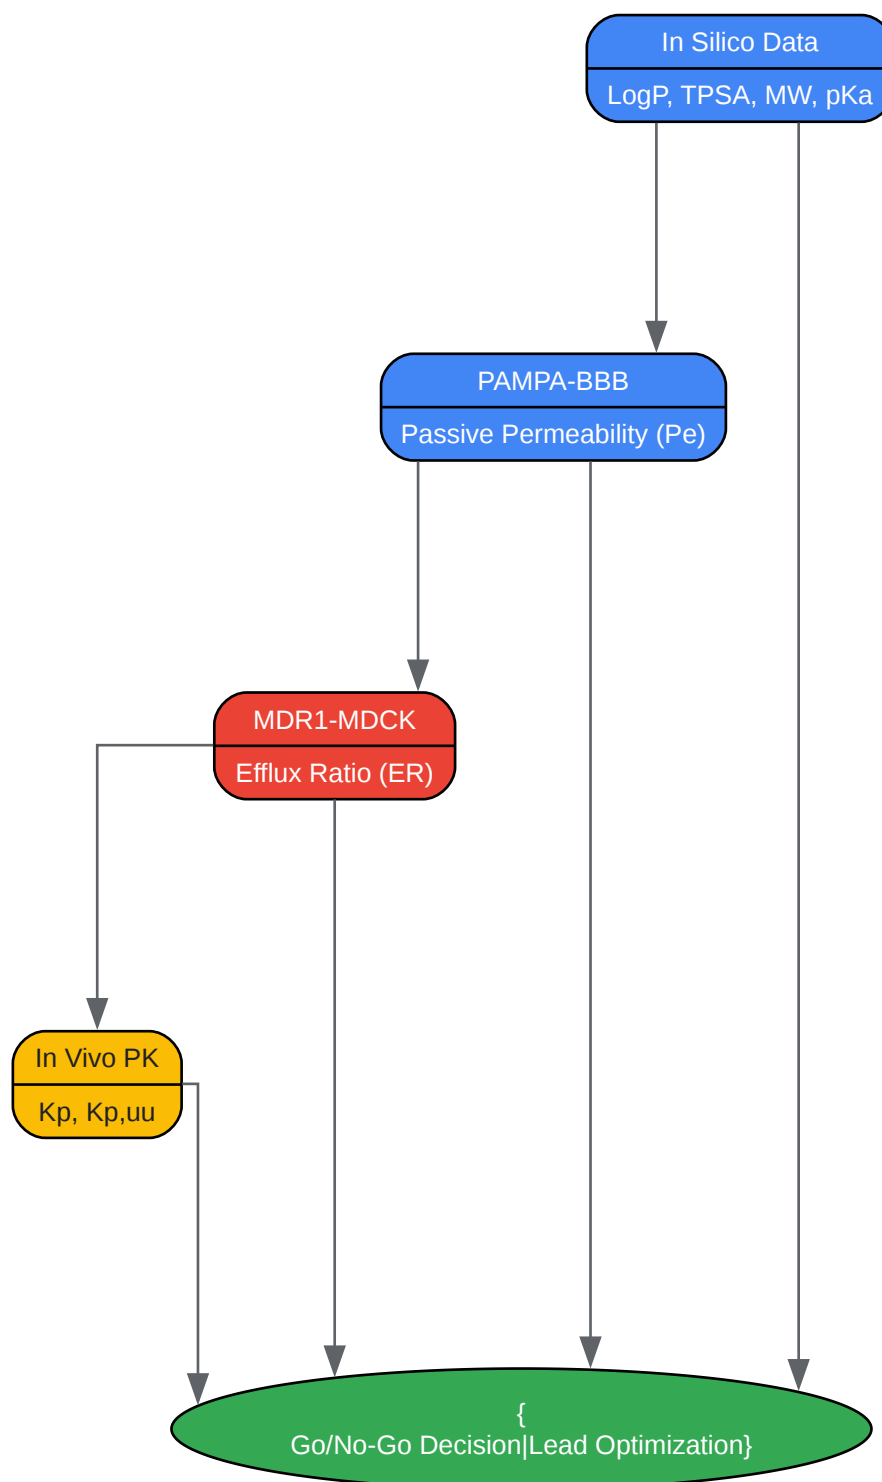 In Silico Data
LogP, TPSA, MW, pKa
PAMPA-BBB
Passive Permeability (Pe)
MDR1-MDCK
Efflux Ratio (ER)
In Vivo PK
Kp, Kp,uu
{
Go/No-Go Decision|Lead Optimization}